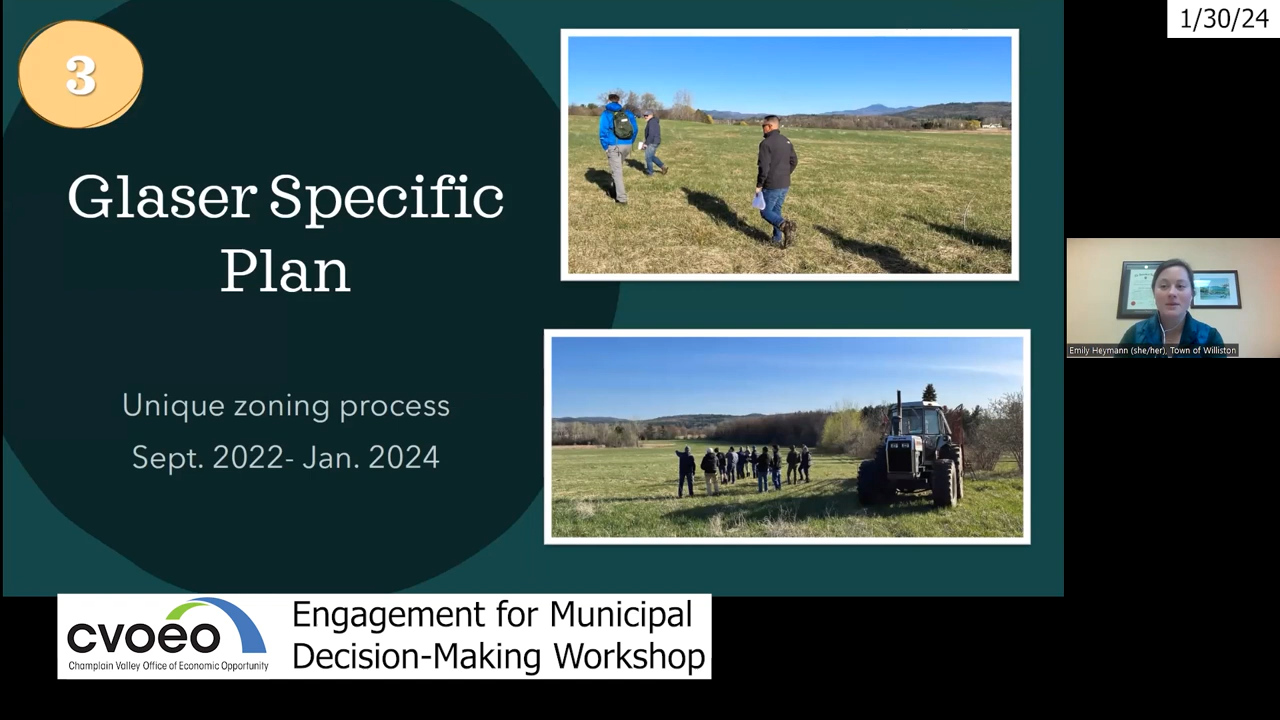 1/30/24
3
Glaser Specific
Plan
Unique zoning process
Sept. 2022- Jan. 2024
Emily Heymann (she/her), Town of Williston
cvoeo
Champlain Valley Office of Economic Opportunity
Engagement for Municipal
Decision-Making Workshop